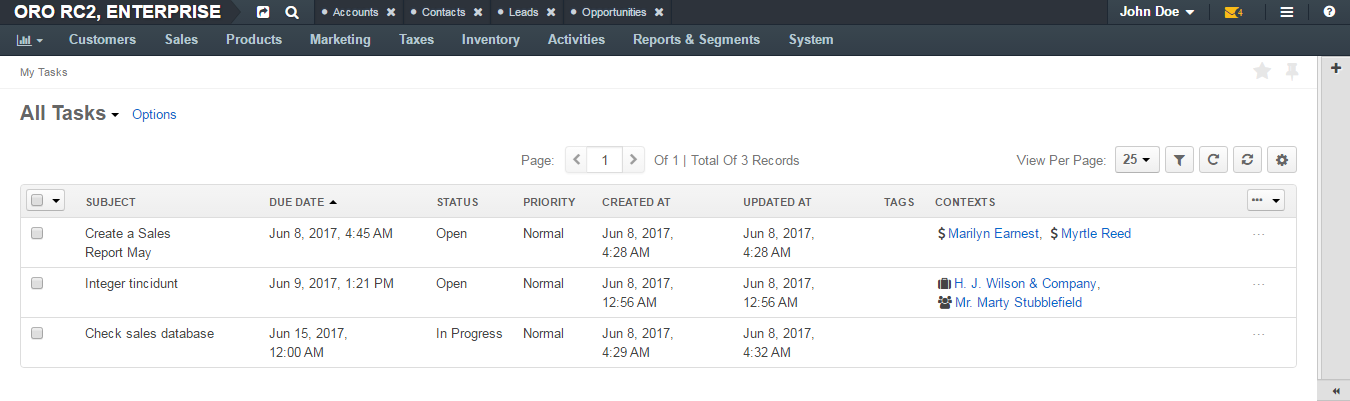 ORO RC2, ENTERPRISE Accounts Contacts Leads Opportunities John Doe 4
Customers Sales Products Marketing Taxes Inventory Activities Reports & Segments System
My Tasks
All Tasks Options
Page: 1 Of 1 | Total Of 3 Records View Per Page: 25
SUBJECT DUE DATE STATUS PRIORITY CREATED AT UPDATED AT TAGS CONTEXTS
Create a Sales Jun 8, 2017, 4:45 AM Open Normal Jun 8, 2017, Jun 8, 2017, $ Marilyn Earnest, $ Myrtle Reed ...
Report May 4:28 AM 4:28 AM
Integer tincidunt Jun 9, 2017, 1:21 PM Open Normal Jun 8, 2017, Jun 8, 2017, H. J. Wilson & Company, ...
12:56 AM 12:56 AM Mr. Marty Stubblefield
Check sales database Jun 15, 2017, In Progress Normal Jun 8, 2017, Jun 8, 2017, ...
12:00 AM 4:29 AM 4:32 AM